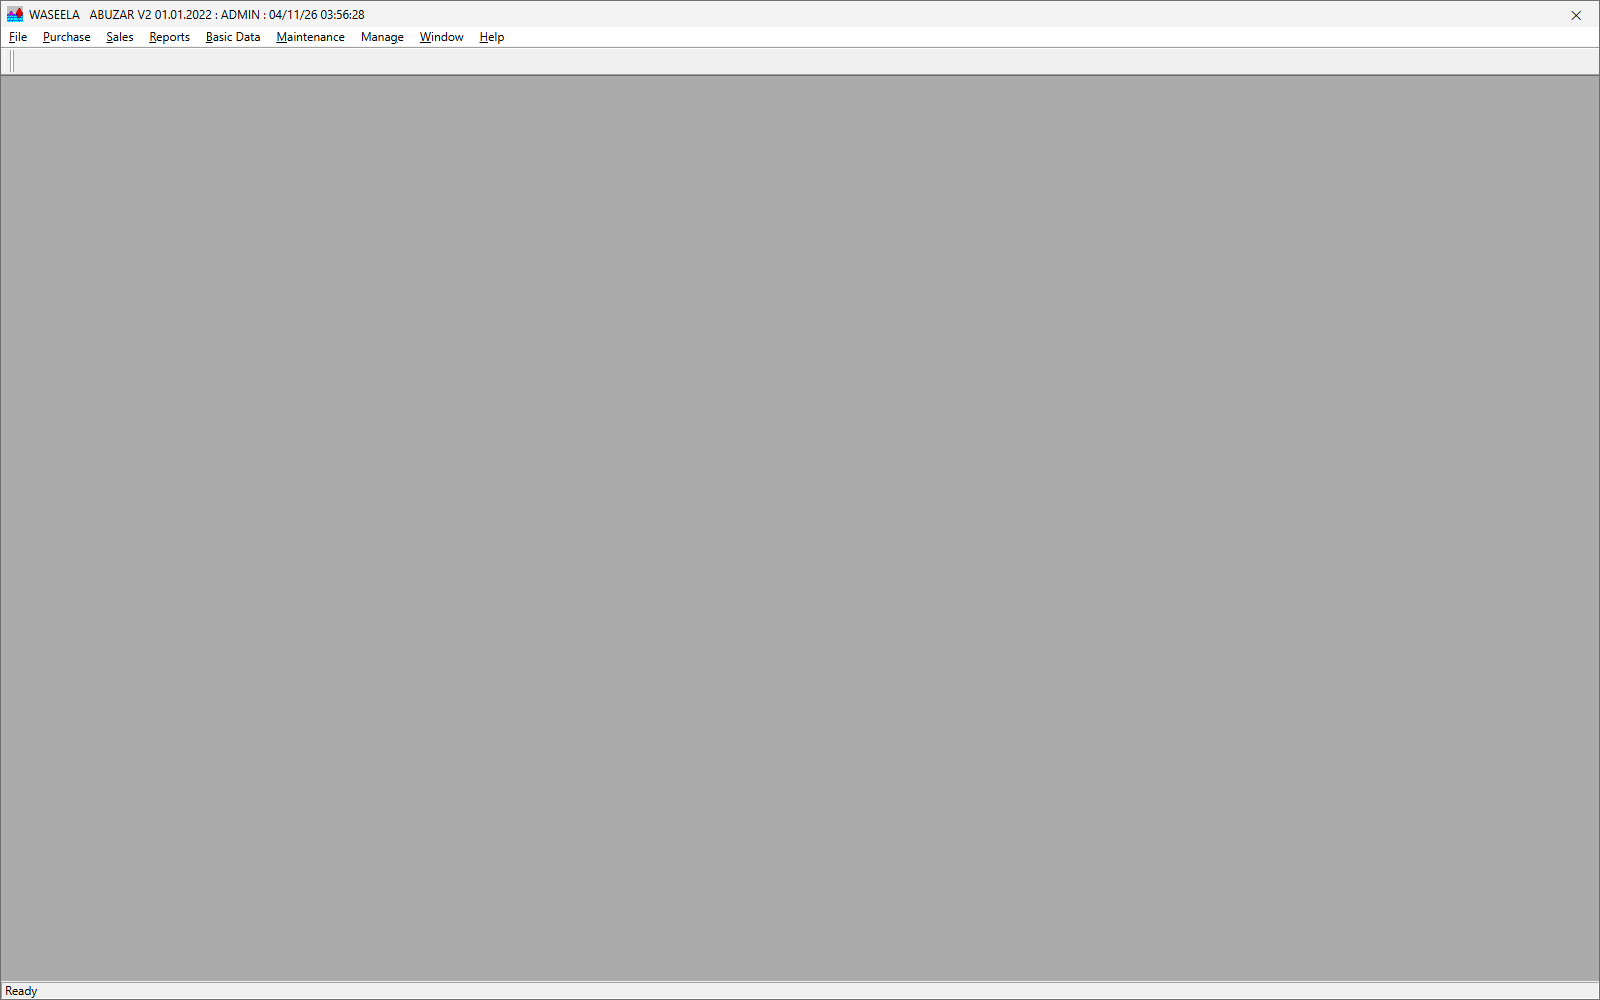 WASEELA   ABUZAR V2 01.01.2022 : ADMIN : 04/11/26 03:56:28
File Purchase Sales Reports Basic Data Maintenance Manage Window Help
Ready